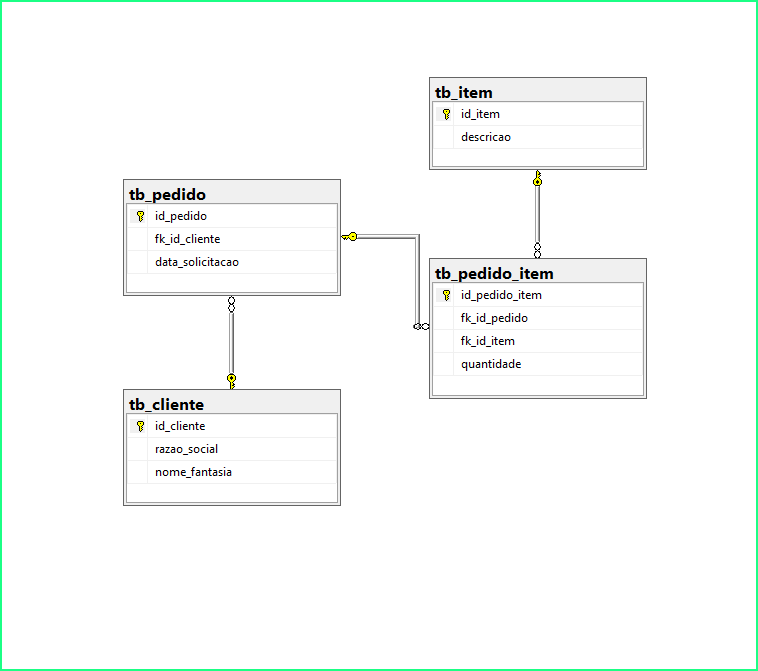 tb_item
id_item
descricao
tb_pedido
id_pedido
fk_id_cliente
data_solicitacao
tb_pedido_item
id_pedido_item
fk_id_pedido
fk_id_item
quantidade
tb_cliente
id_cliente
razao_social
nome_fantasia